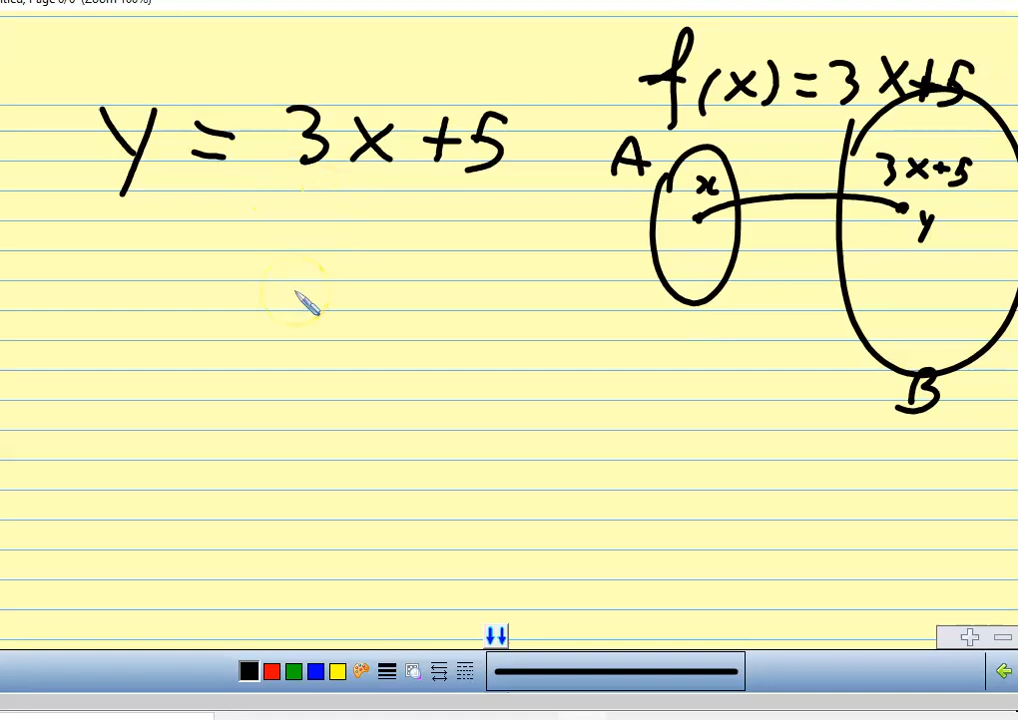 f(x) = 3x+5
y = 3x+5
A
x
3x+5
y
B